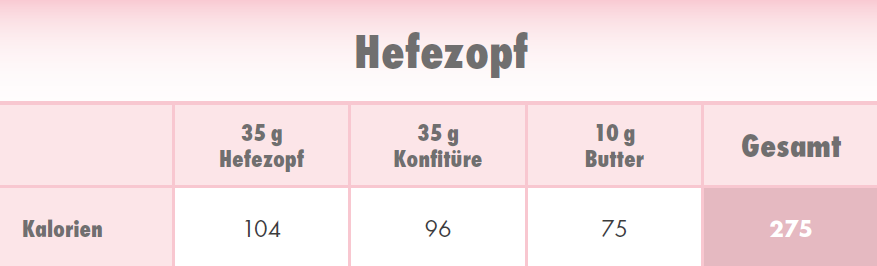 Hefezopf
35 g
Hefezopf
35 g
Konfitüre
10 g
Butter
Gesamt
Kalorien 104 96 75 275